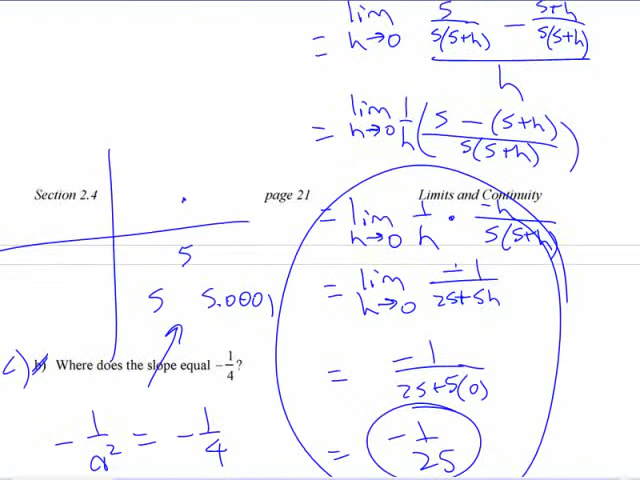 lim h→0 5/5(5+h) − 5+h/5(5+h)
=
h
= lim h→0 1/h (5 − (5+h)/5(5+h))
Section 2.4 page 21 Limits and Continuity
= lim h→0 1/h · −h/5(5+h)
5
= lim h→0 −1/25+5h
5 5.0001
c) b) Where does the slope equal −1/4?
= −1/25+5(0)
− 1/a² = − 1/4
= −1/25